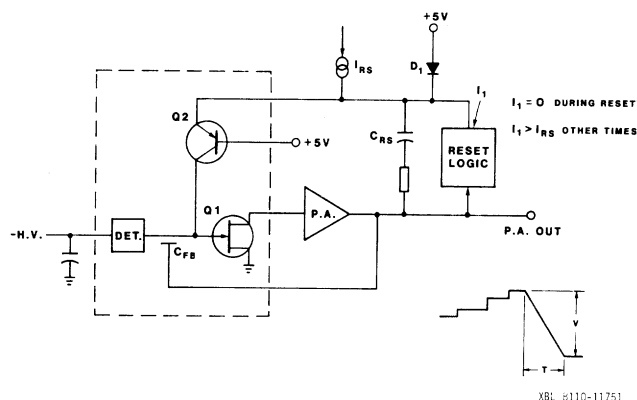 +5V
I_RS
D₁
I₁
I₁ = 0 DURING RESET
I₁ > I_RS OTHER TIMES
Q2
+5V
C_RS
RESET
LOGIC
Q1
-H.V.
DET.
P.A.
C_FB
P.A. OUT
V
T
XBL 8110-11751